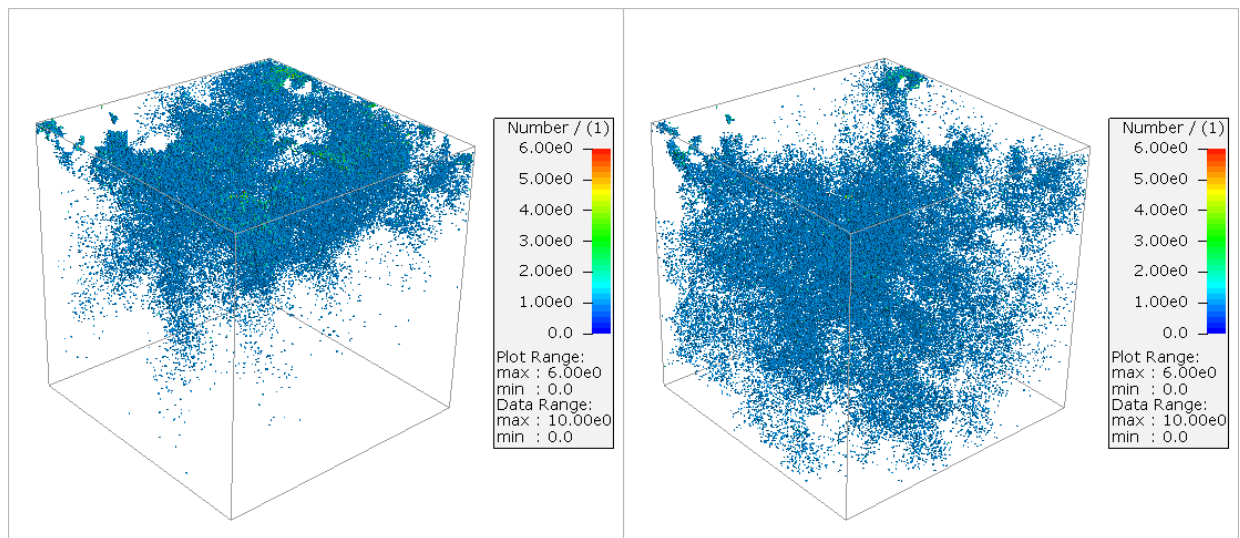 Number / (1)
6.00e0
5.00e0
4.00e0
3.00e0
2.00e0
1.00e0
0.0
Plot Range:
max : 6.00e0
min : 0.0
Data Range:
max : 10.00e0
min : 0.0
Number / (1)
6.00e0
5.00e0
4.00e0
3.00e0
2.00e0
1.00e0
0.0
Plot Range:
max : 6.00e0
min : 0.0
Data Range:
max : 10.00e0
min : 0.0